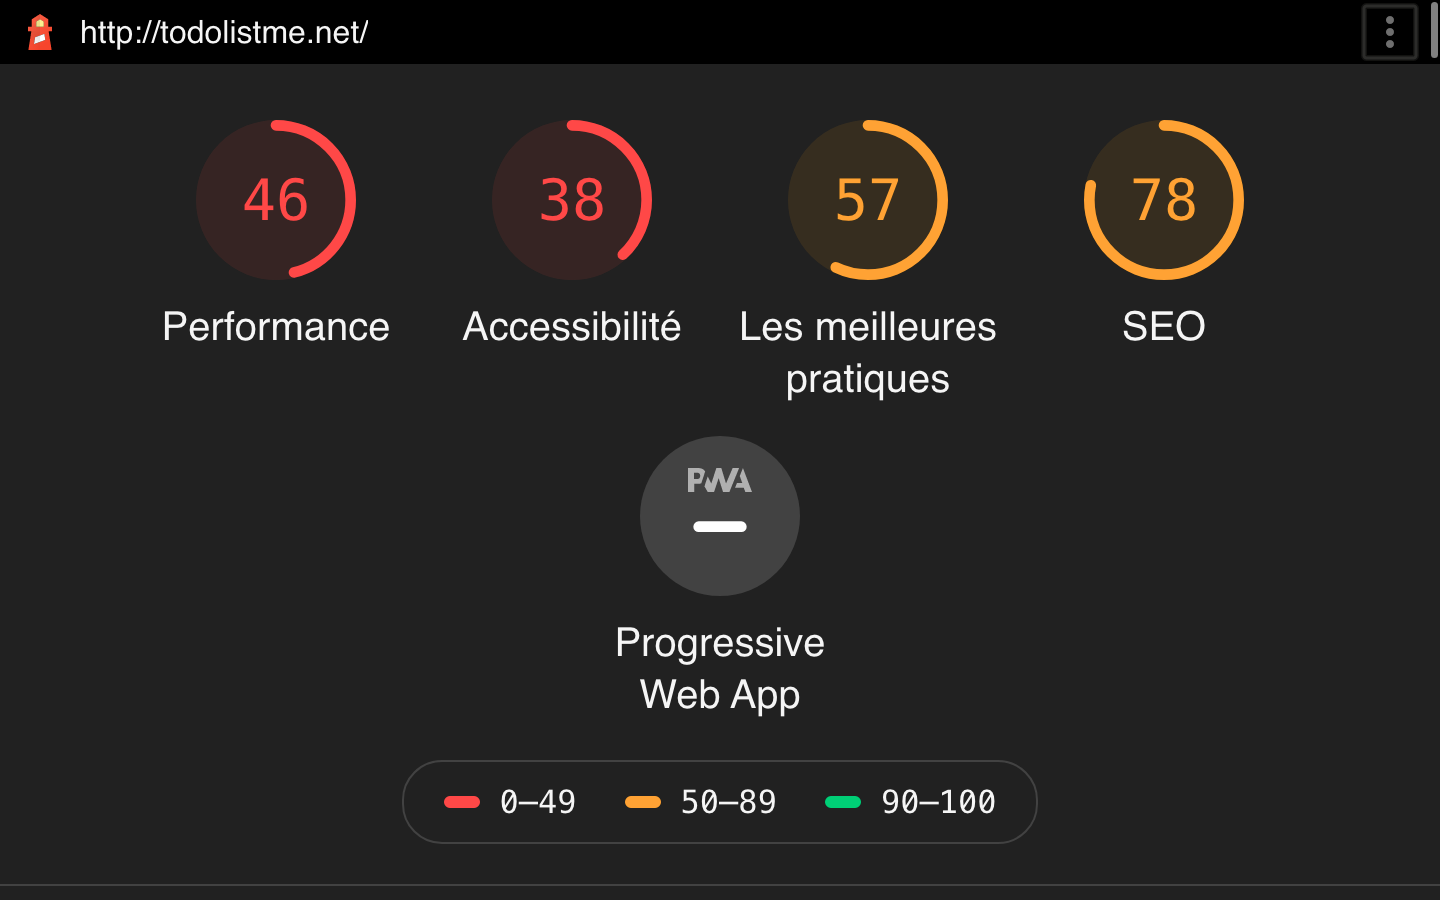 http://todolistme.net/
46
38
57
78
Performance
Accessibilité
Les meilleures
pratiques
SEO
PWA
Progressive
Web App
0–49
50–89
90–100